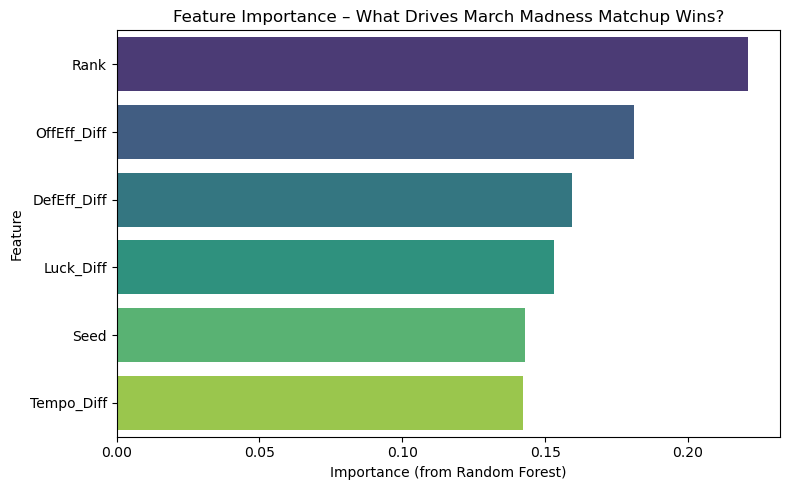 Feature Importance – What Drives March Madness Matchup Wins?
Feature
Rank
OffEff_Diff
DefEff_Diff
Luck_Diff
Seed
Tempo_Diff
0.00 0.05 0.10 0.15 0.20
Importance (from Random Forest)